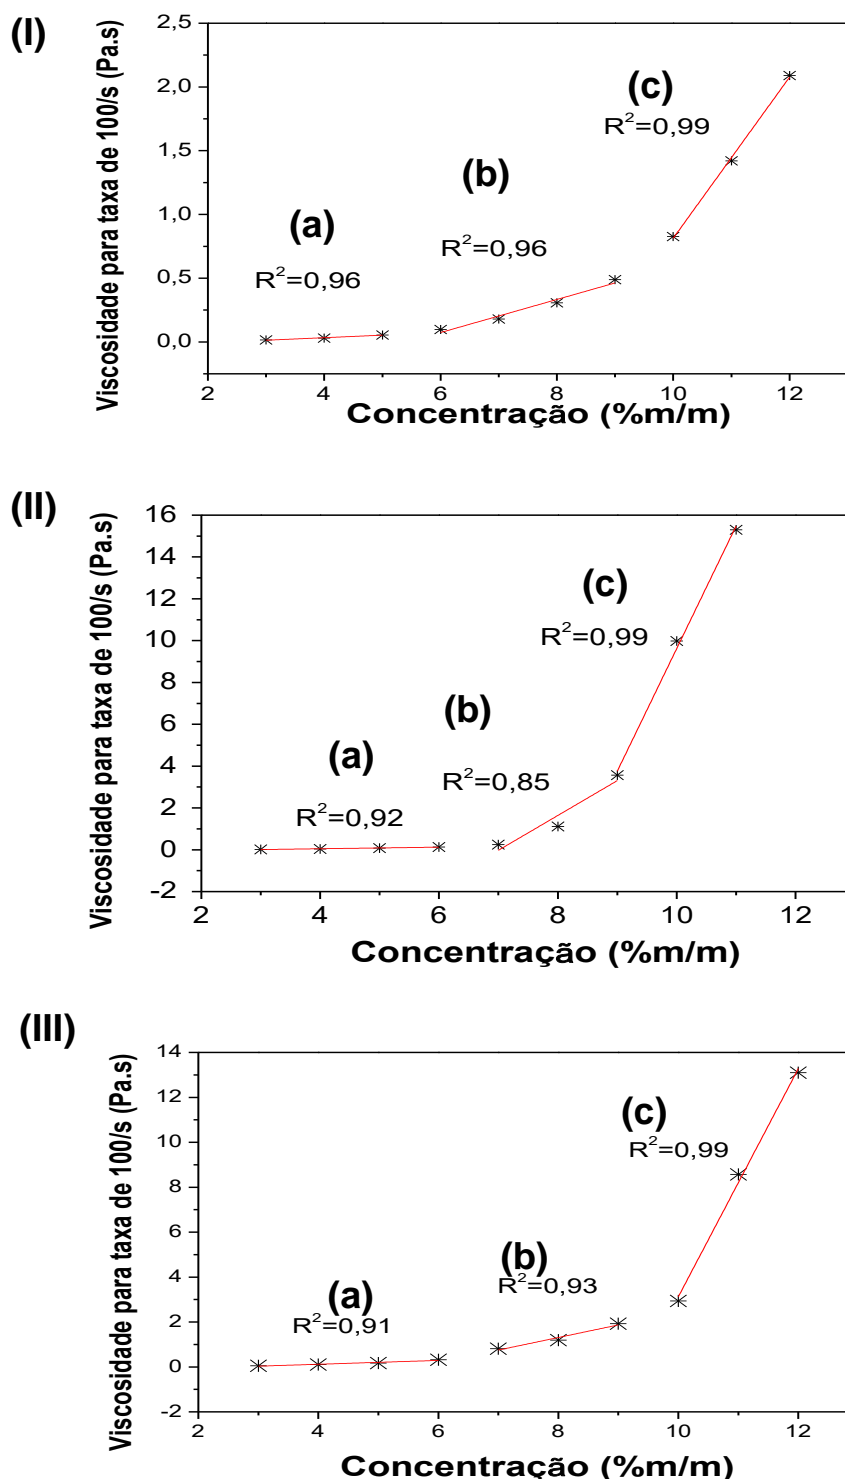 (I)
Viscosidade para taxa de 100/s (Pa.s)
2,5
2,0
1,5
1,0
0,5
0,0
(a)
R²=0,96
(b)
R²=0,96
(c)
R²=0,99
2 4 6 8 10 12
Concentração (%m/m)
(II)
Viscosidade para taxa de 100/s (Pa.s)
16
14
12
10
8
6
4
2
0
-2
(a)
R²=0,92
(b)
R²=0,85
(c)
R²=0,99
2 4 6 8 10 12
Concentração (%m/m)
(III)
Viscosidade para taxa de 100/s (Pa.s)
14
12
10
8
6
4
2
0
-2
(a)
R²=0,91
(b)
R²=0,93
(c)
R²=0,99
2 4 6 8 10 12
Concentração (%m/m)